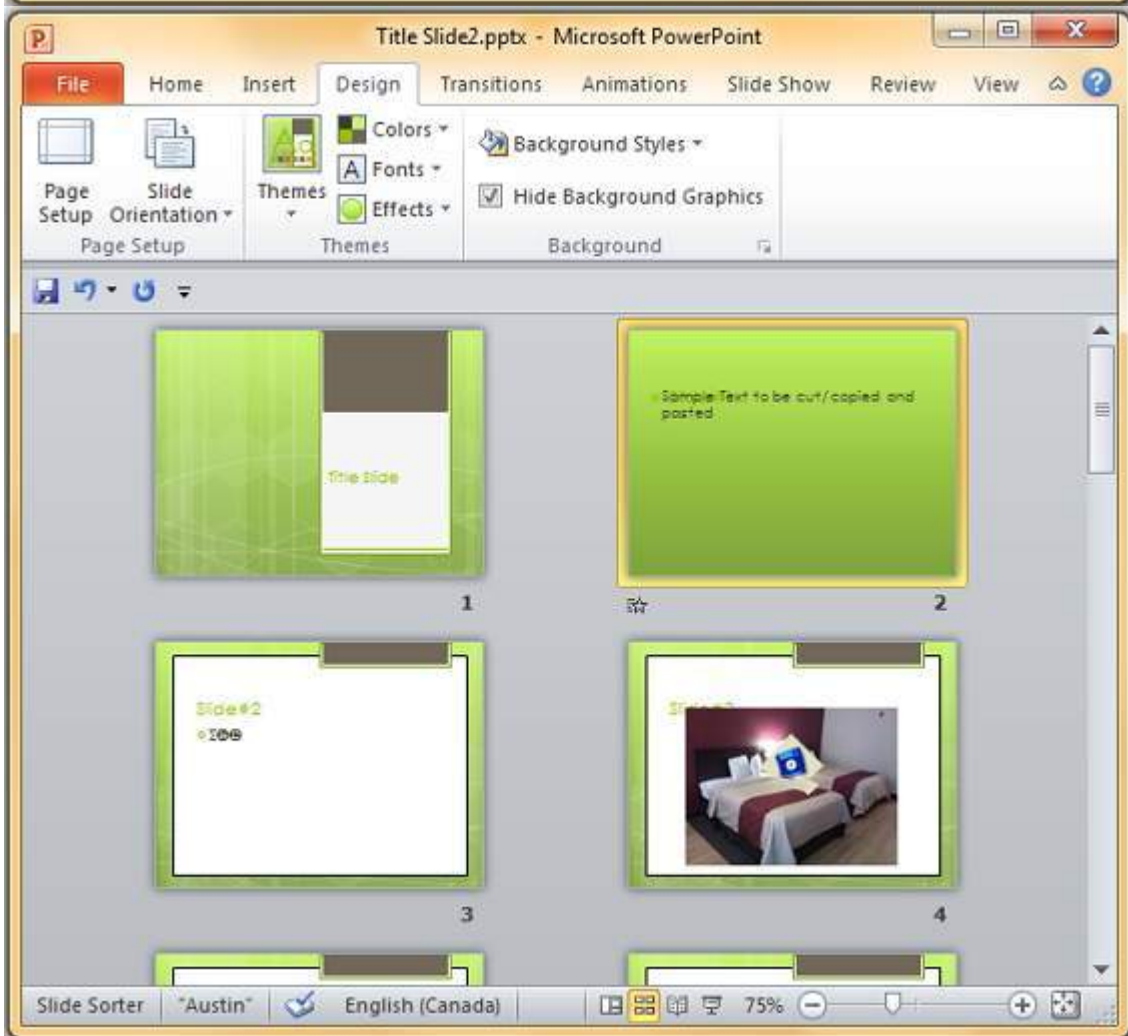 Title Slide2.pptx - Microsoft PowerPoint
File Home Insert Design Transitions Animations Slide Show Review View
Page Setup
Slide Orientation
Themes
Colors
Fonts
Effects
Background Styles
Hide Background Graphics
Page Setup Themes Background
Title Slide
1
Sample Text to be cut/copied and
pasted
2
Slide#2
3
4
Slide Sorter "Austin" English (Canada) 75%